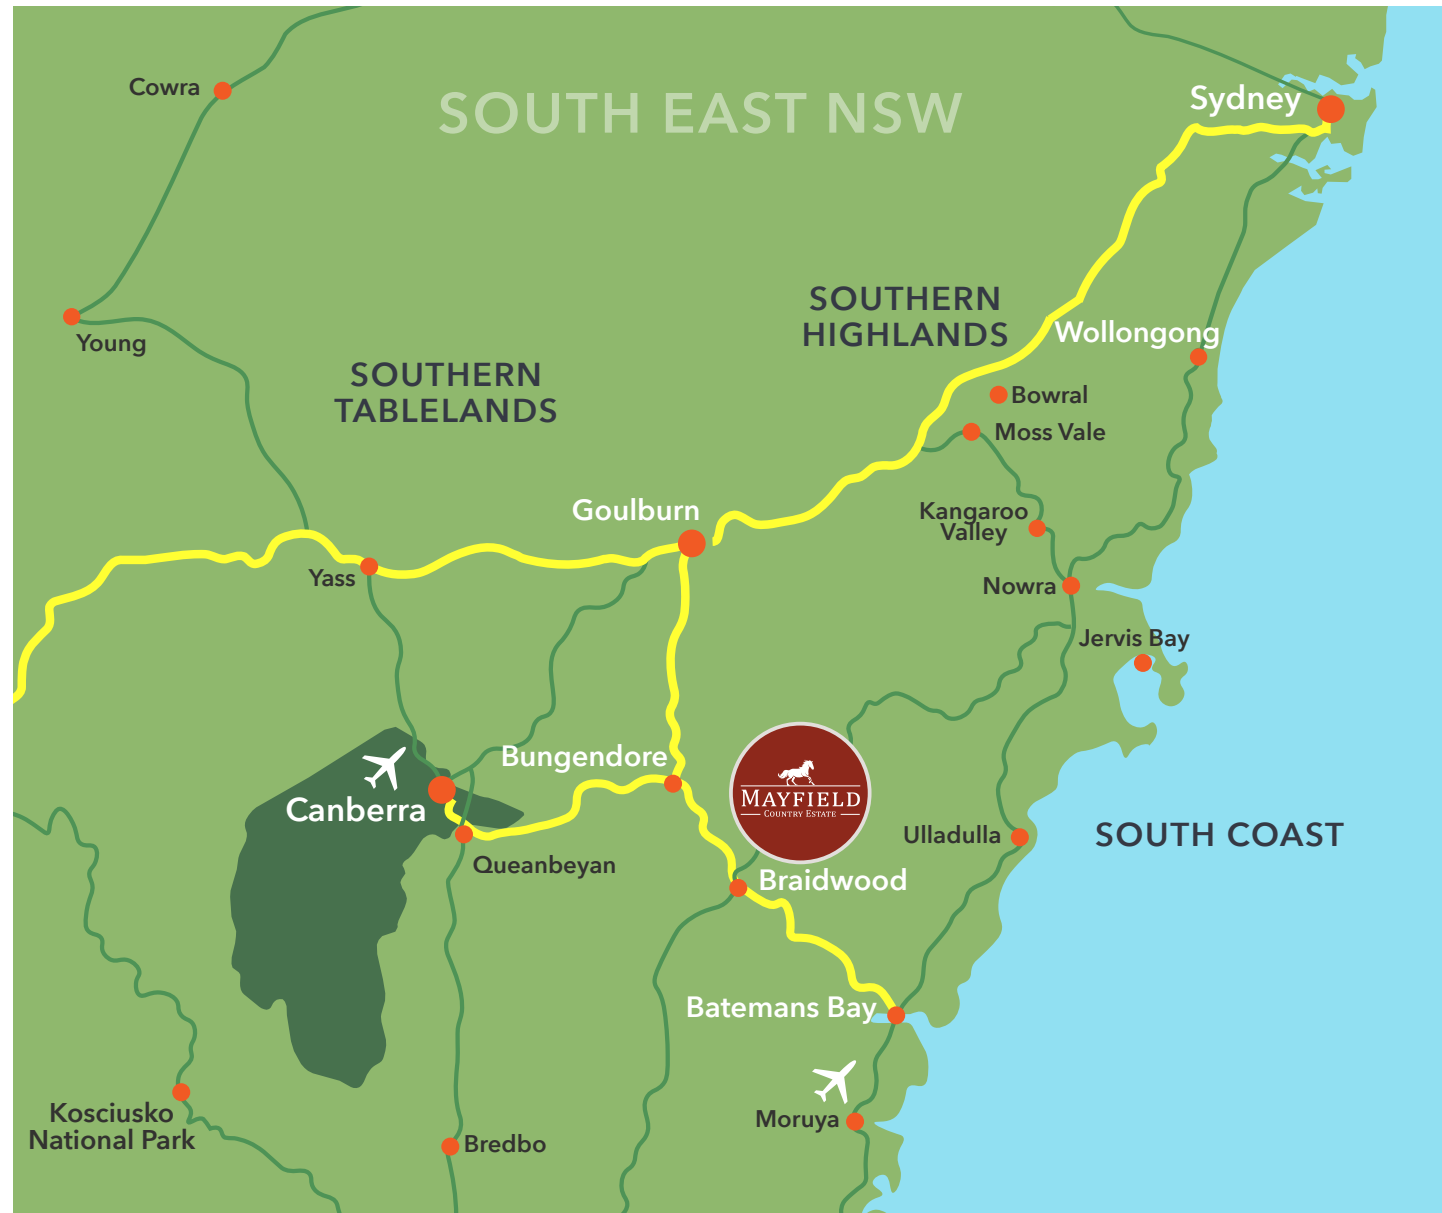 Cowra
SOUTH EAST NSW
Sydney
Young
SOUTHERN
HIGHLANDS
Wollongong
SOUTHERN
TABLELANDS
Bowral
Moss Vale
Goulburn
Kangaroo
Valley
Yass
Nowra
Jervis Bay
Bungendore
Canberra
MAYFIELD
COUNTRY ESTATE
Ulladulla
SOUTH COAST
Queanbeyan
Braidwood
Batemans Bay
Kosciusko
National Park
Moruya
Bredbo